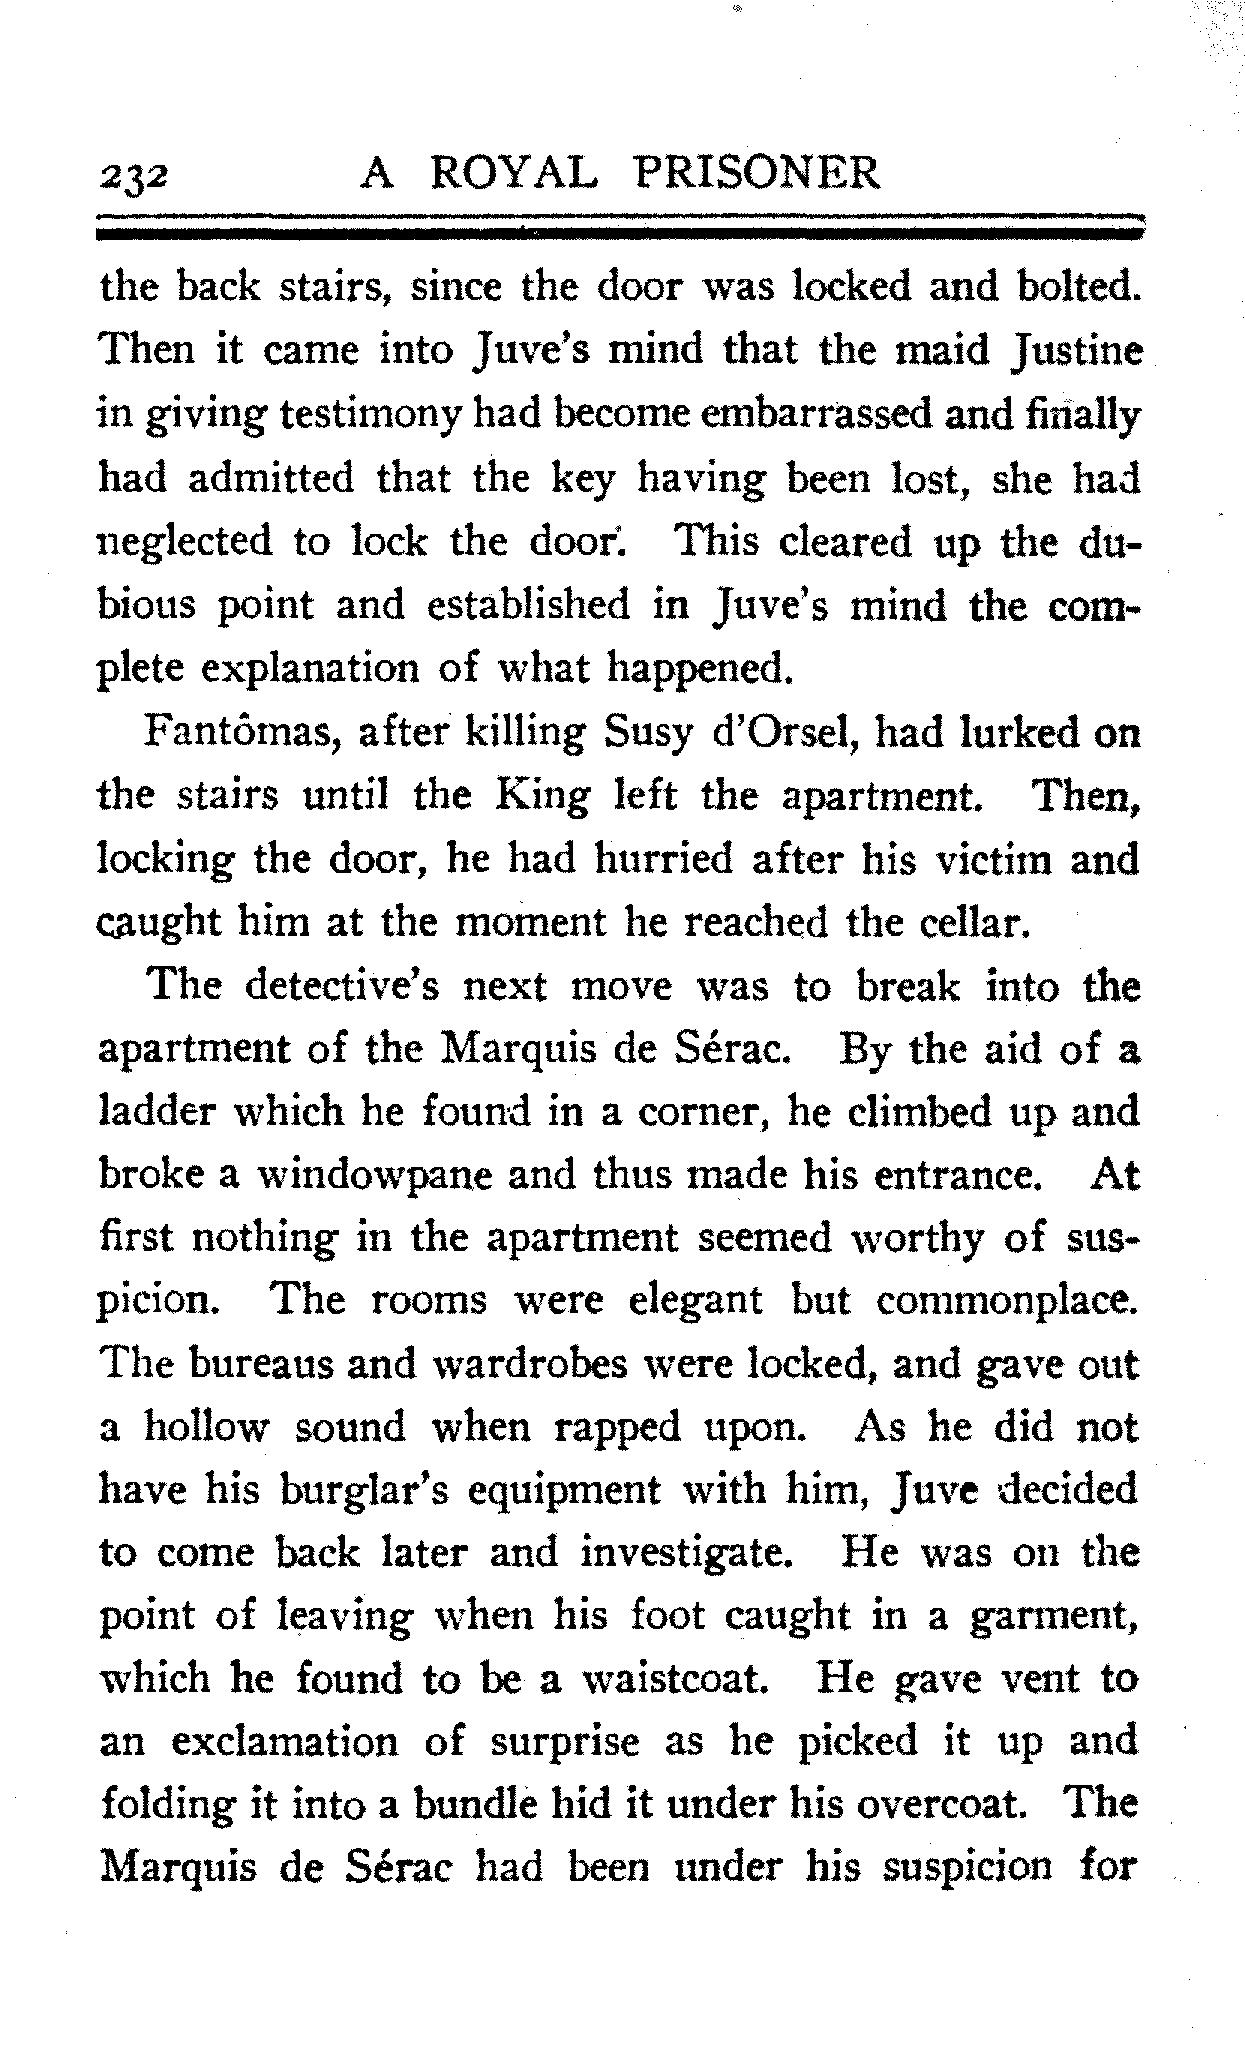 232 A ROYAL PRISONER
the back stairs, since the door was locked and bolted.
Then it came into Juve's mind that the maid Justine
in giving testimony had become embarrassed and finally
had admitted that the key having been lost, she had
neglected to lock the door. This cleared up the du-
bious point and established in Juve's mind the com-
plete explanation of what happened.
Fantômas, after killing Susy d'Orsel, had lurked on
the stairs until the King left the apartment. Then,
locking the door, he had hurried after his victim and
caught him at the moment he reached the cellar.
The detective's next move was to break into the
apartment of the Marquis de Sérac. By the aid of a
ladder which he found in a corner, he climbed up and
broke a windowpane and thus made his entrance. At
first nothing in the apartment seemed worthy of sus-
picion. The rooms were elegant but commonplace.
The bureaus and wardrobes were locked, and gave out
a hollow sound when rapped upon. As he did not
have his burglar's equipment with him, Juve decided
to come back later and investigate. He was on the
point of leaving when his foot caught in a garment,
which he found to be a waistcoat. He gave vent to
an exclamation of surprise as he picked it up and
folding it into a bundle hid it under his overcoat. The
Marquis de Sérac had been under his suspicion for